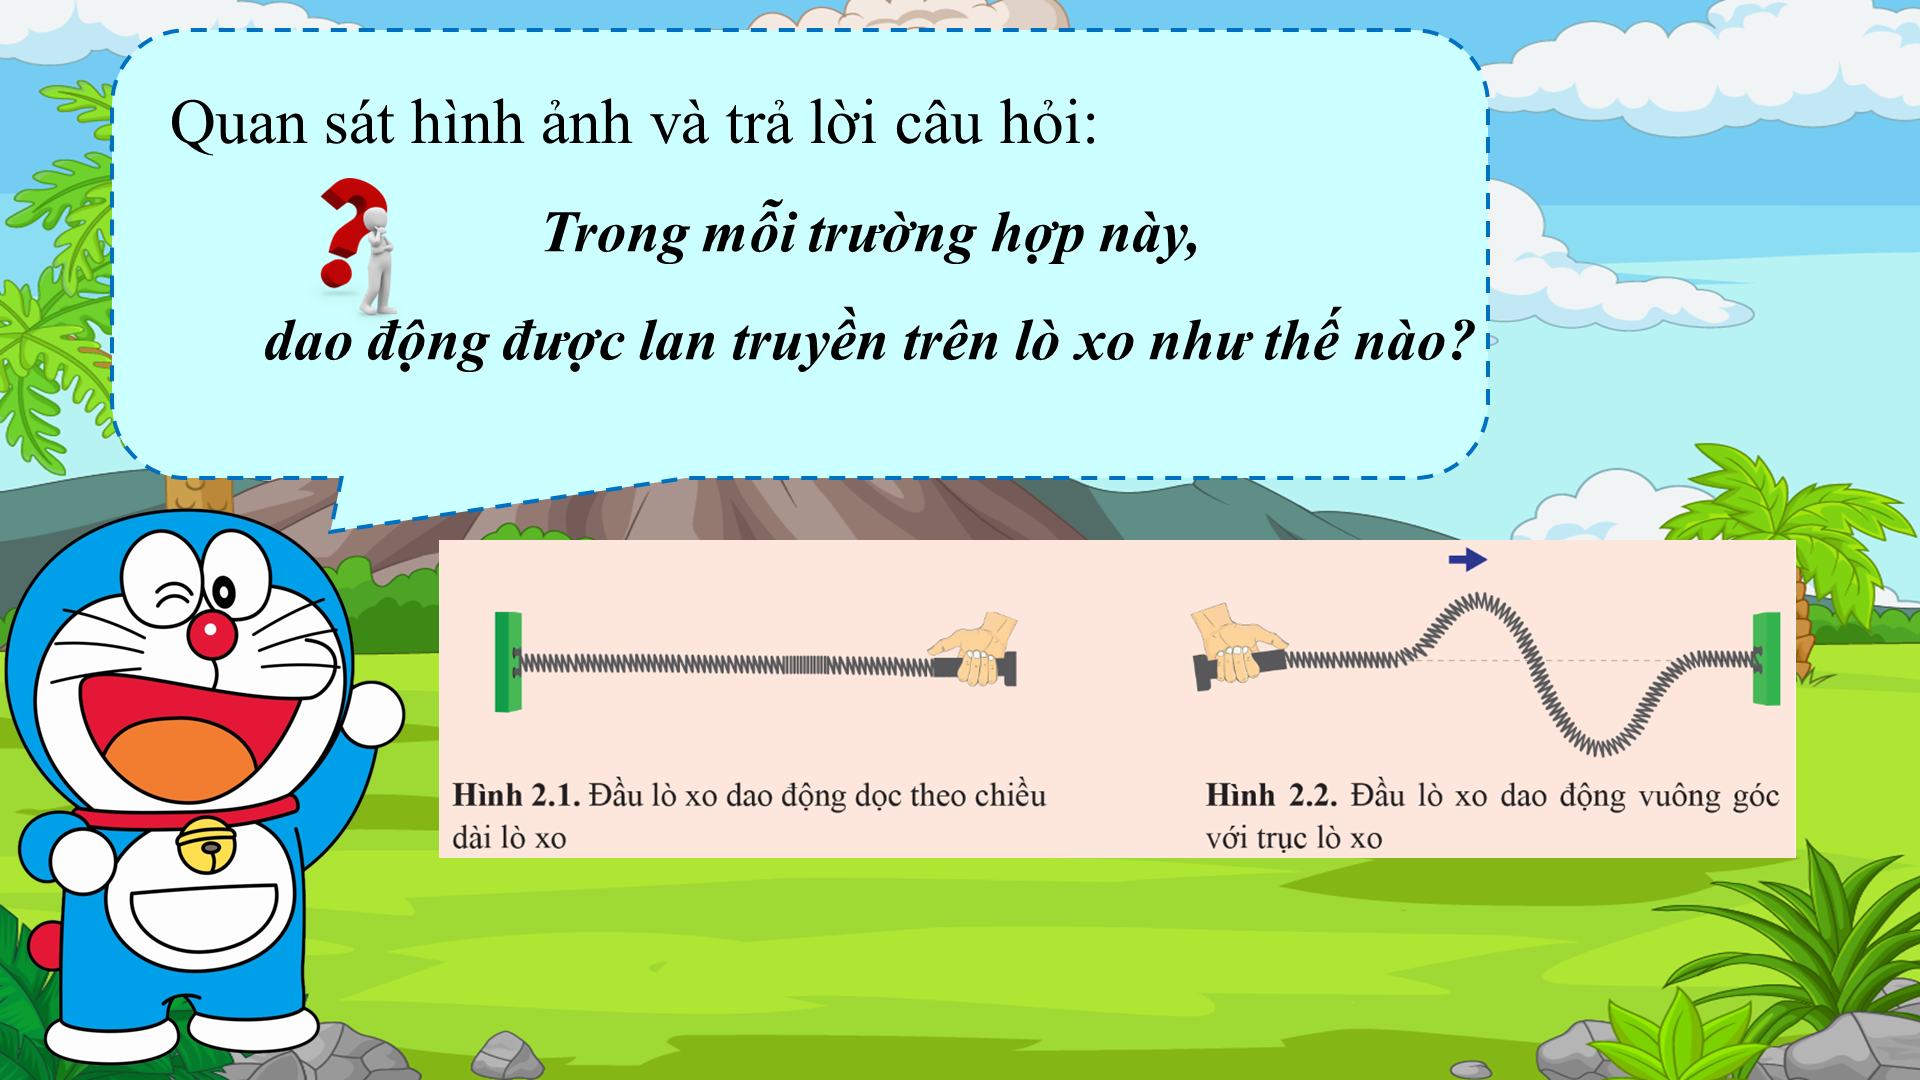 Quan sát hình ảnh và trả lời câu hỏi:
Trong mỗi trường hợp này,
dao động được lan truyền trên lò xo như thế nào?
Hình 2.1. Đầu lò xo dao động dọc theo chiều
dài lò xo
Hình 2.2. Đầu lò xo dao động vuông góc
với trục lò xo